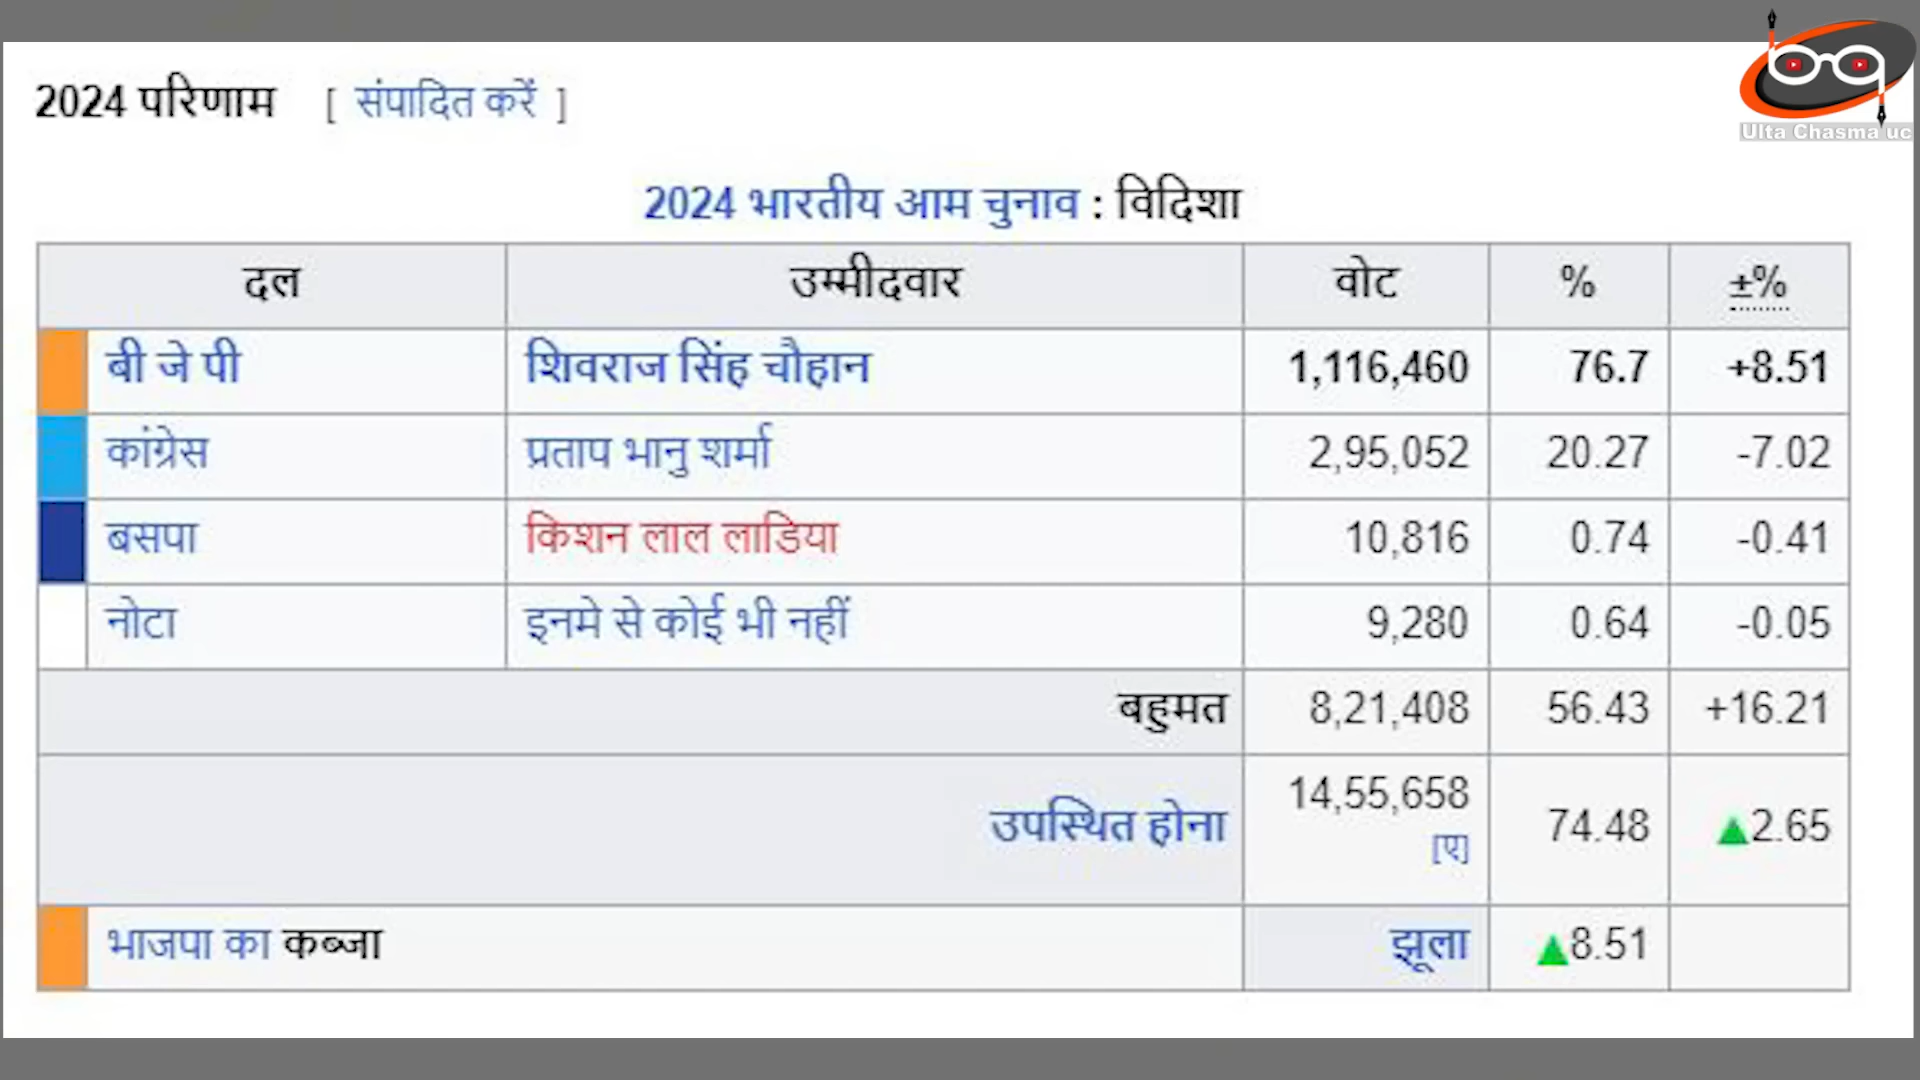 2024 परिणाम [ संपादित करें ]
Ulta Chasma uc
2024 भारतीय आम चुनाव : विदिशा
दल उम्मीदवार वोट % ±%
बी जे पी शिवराज सिंह चौहान 1,116,460 76.7 +8.51
कांग्रेस प्रताप भानु शर्मा 2,95,052 20.27 -7.02
बसपा किशन लाल लाडिया 10,816 0.74 -0.41
नोटा इनमे से कोई भी नहीं 9,280 0.64 -0.05
बहुमत 8,21,408 56.43 +16.21
उपस्थित होना 14,55,658 [ए] 74.48 ▲2.65
भाजपा का कब्जा झूला ▲8.51